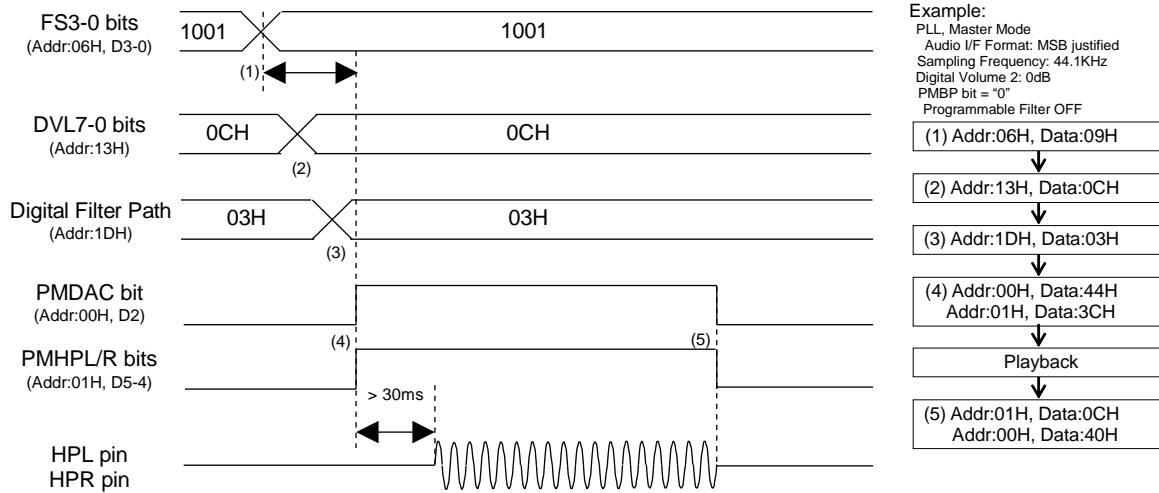 FS3-0 bits
(Addr:06H, D3-0)
1001
1001
(1)
DVL7-0 bits
(Addr:13H)
0CH
0CH
(2)
Digital Filter Path
(Addr:1DH)
03H
03H
(3)
PMDAC bit
(Addr:00H, D2)
(4)
(5)
PMHPL/R bits
(Addr:01H, D5-4)
> 30ms
HPL pin
HPR pin
Example:
PLL, Master Mode
Audio I/F Format: MSB justified
Sampling Frequency: 44.1KHz
Digital Volume 2: 0dB
PMBP bit = “0”
Programmable Filter OFF
(1) Addr:06H, Data:09H
(2) Addr:13H, Data:0CH
(3) Addr:1DH, Data:03H
(4) Addr:00H, Data:44H
Addr:01H, Data:3CH
Playback
(5) Addr:01H, Data:0CH
Addr:00H, Data:40H